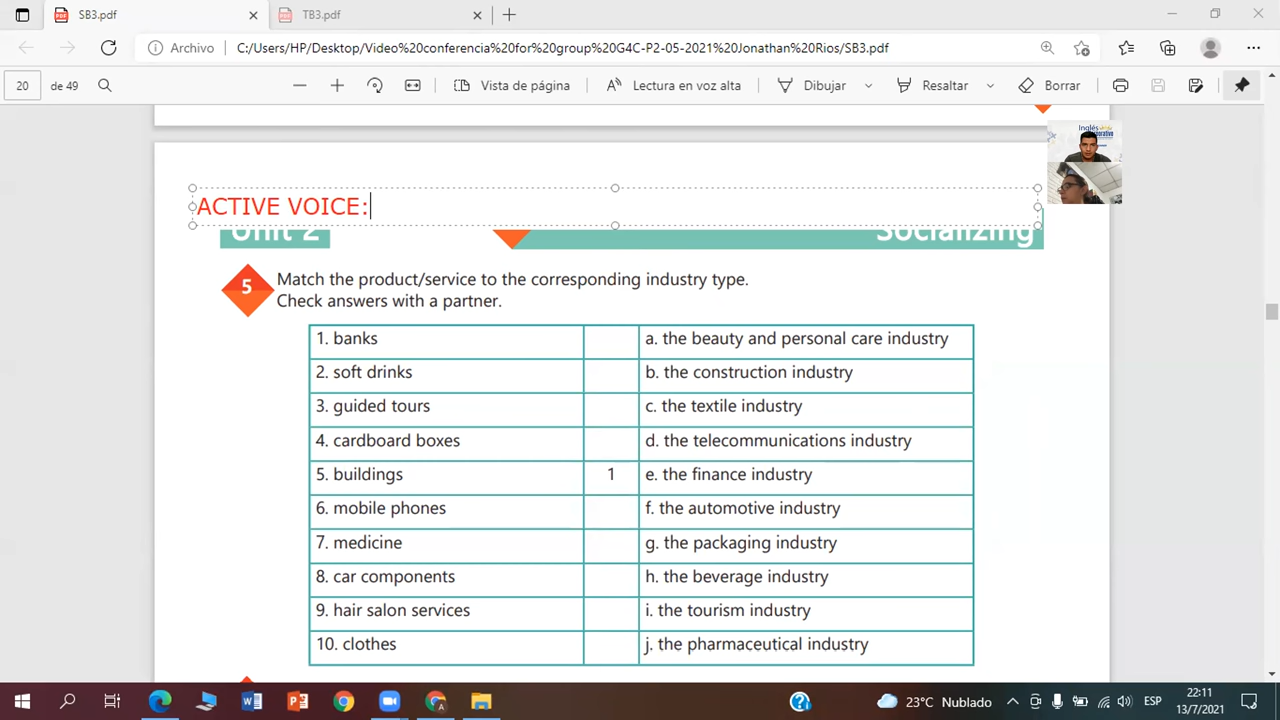 SB3.pdf
TB3.pdf
Archivo
C:/Users/HP/Desktop/Video%20conferencia%20for%20group%20G4C-P2-05-2021%20Jonathan%20Rios/SB3.pdf
20 de 49
Vista de página
Lectura en voz alta
Dibujar
Resaltar
Borrar
Inglés
ACTIVE VOICE:
Unit 2
Socializing
5
Match the product/service to the corresponding industry type.
Check answers with a partner.
1. banks a. the beauty and personal care industry
2. soft drinks b. the construction industry
3. guided tours c. the textile industry
4. cardboard boxes d. the telecommunications industry
5. buildings 1 e. the finance industry
6. mobile phones f. the automotive industry
7. medicine g. the packaging industry
8. car components h. the beverage industry
9. hair salon services i. the tourism industry
10. clothes j. the pharmaceutical industry
23°C Nublado
ESP
22:11
13/7/2021